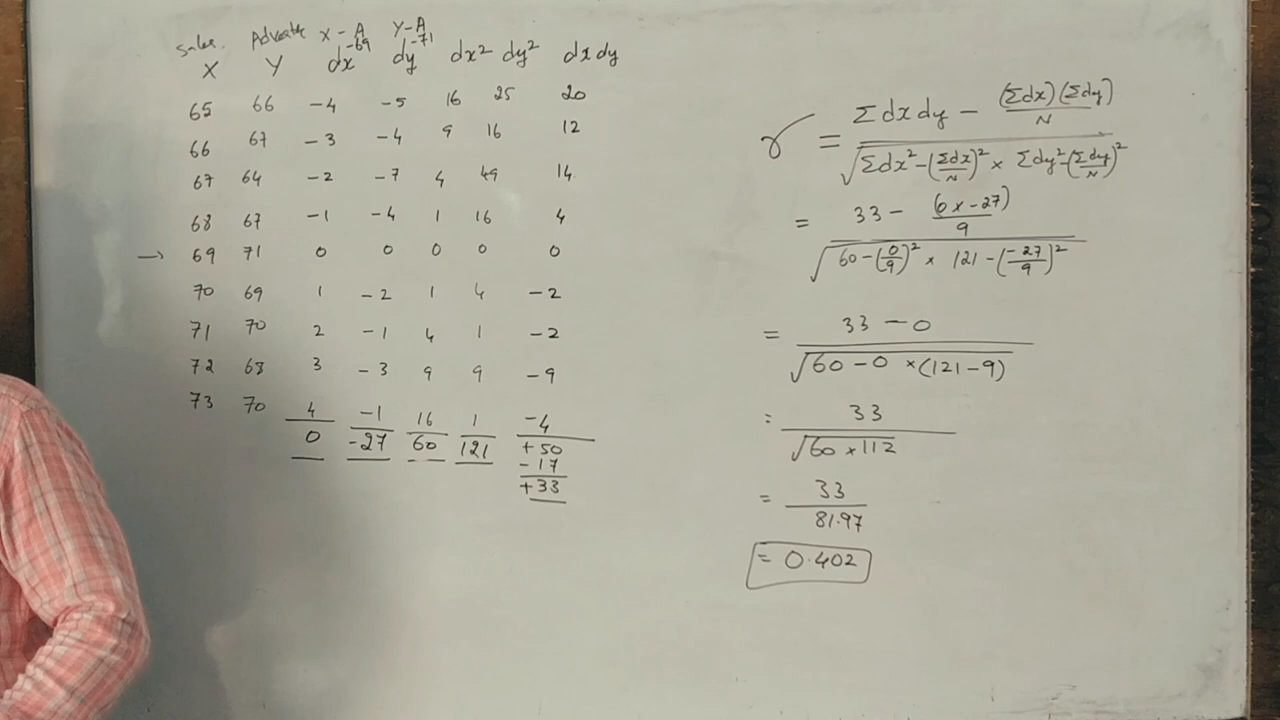 Sales Advert X-A Y-A
X Y dx -69 dy -71 dx² dy² dx dy
65 66 -4 -5 16 25 20
66 67 -3 -4 9 16 12
67 64 -2 -7 4 49 14
68 67 -1 -4 1 16 4
→ 69 71 0 0 0 0 0
70 69 1 -2 1 4 -2
71 70 2 -1 4 1 -2
72 68 3 -3 9 9 -9
73 70 4 -1 16 1 -4
0 -27 60 121 +50
-17
+33
r = (Σdxdy - (Σdx)(Σdy)/N) / √(Σdx²-(Σdx/N)² × Σdy²-(Σdy/N)²)
= (33 - (0x-27)/9) / √(60-(0/9)² × 121-(-27/9)²)
= (33-0) / √(60-0 ×(121-9))
= 33 / √(60×112)
= 33 / 81.97
= 0.402